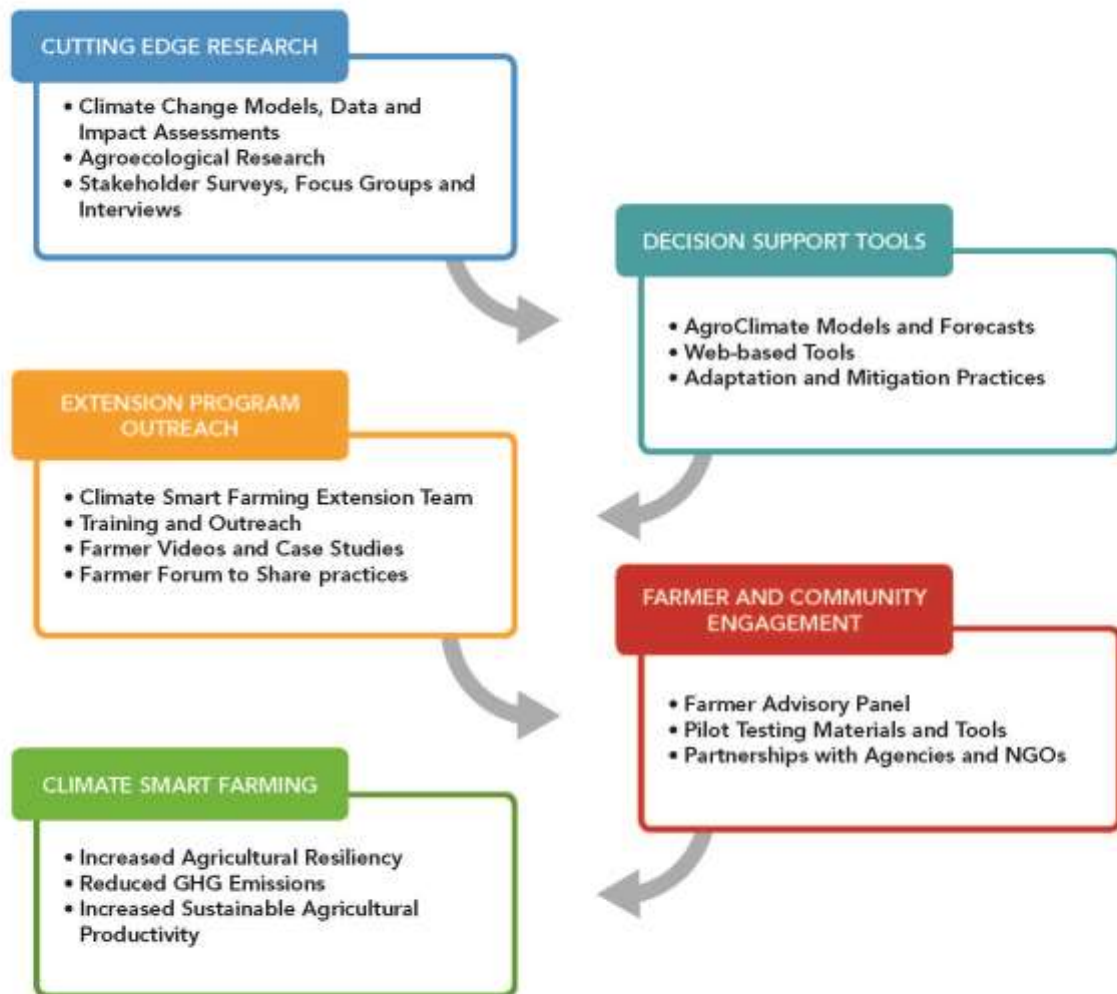 CUTTING EDGE RESEARCH
• Climate Change Models, Data and
Impact Assessments
• Agroecological Research
• Stakeholder Surveys, Focus Groups and
Interviews
DECISION SUPPORT TOOLS
• AgroClimate Models and Forecasts
• Web-based Tools
• Adaptation and Mitigation Practices
EXTENSION PROGRAM
OUTREACH
• Climate Smart Farming Extension Team
• Training and Outreach
• Farmer Videos and Case Studies
• Farmer Forum to Share practices
FARMER AND COMMUNITY
ENGAGEMENT
• Farmer Advisory Panel
• Pilot Testing Materials and Tools
• Partnerships with Agencies and NGOs
CLIMATE SMART FARMING
• Increased Agricultural Resiliency
• Reduced GHG Emissions
• Increased Sustainable Agricultural
Productivity